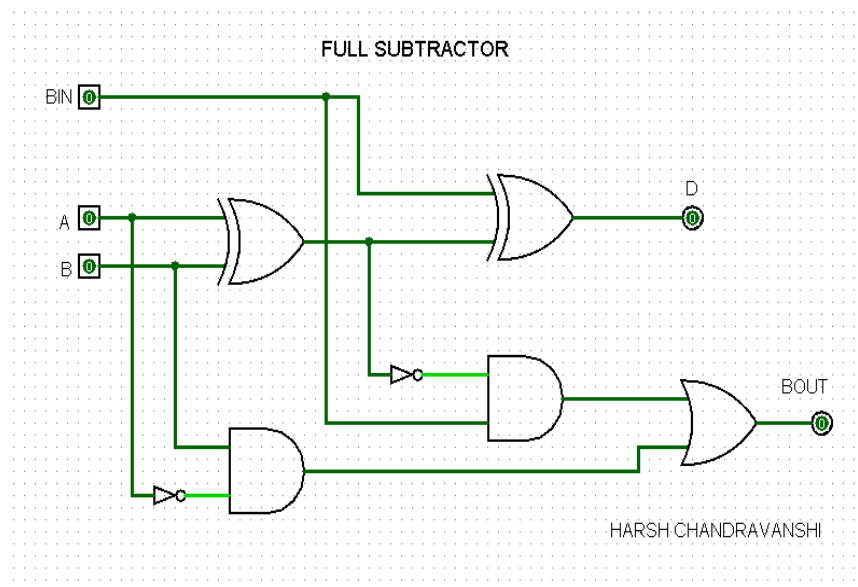 FULL SUBTRACTOR
BIN 0
D
A 0
0
B 0
BOUT
0
HARSH CHANDRAVANSHI